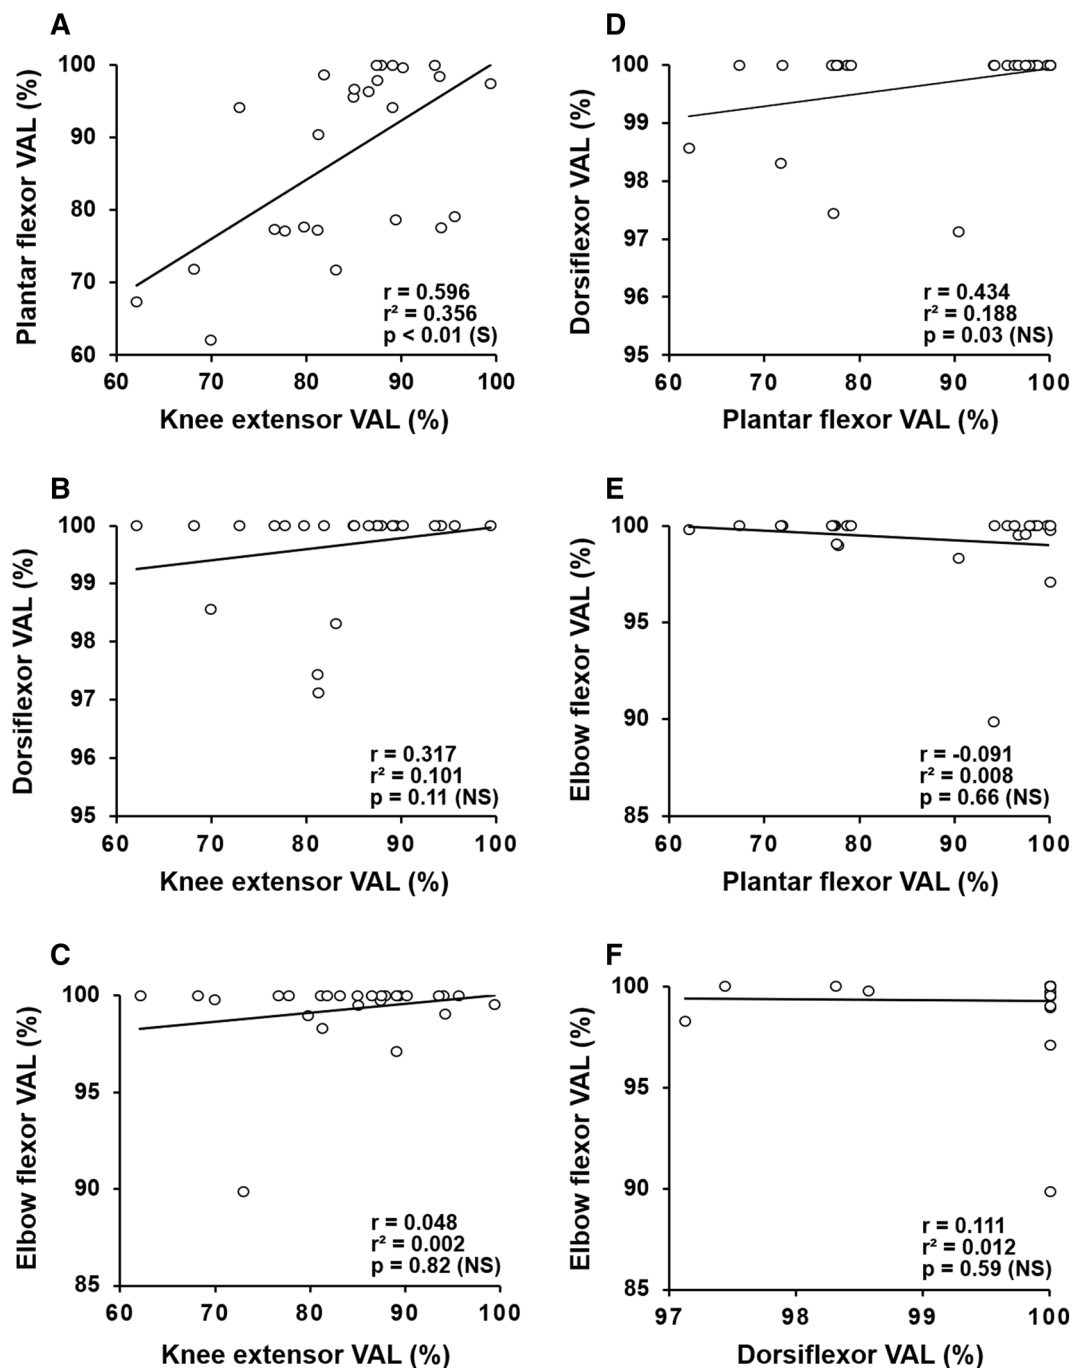 A
Plantar flexor VAL (%)
100
90
80
70
60
r = 0.596
r² = 0.356
p < 0.01 (S)
60 70 80 90 100
Knee extensor VAL (%)
D
Dorsiflexor VAL (%)
100
99
98
97
96
95
r = 0.434
r² = 0.188
p = 0.03 (NS)
60 70 80 90 100
Plantar flexor VAL (%)
B
Dorsiflexor VAL (%)
100
99
98
97
96
95
r = 0.317
r² = 0.101
p = 0.11 (NS)
60 70 80 90 100
Knee extensor VAL (%)
E
Elbow flexor VAL (%)
100
95
90
85
r = -0.091
r² = 0.008
p = 0.66 (NS)
60 70 80 90 100
Plantar flexor VAL (%)
C
Elbow flexor VAL (%)
100
95
90
85
r = 0.048
r² = 0.002
p = 0.82 (NS)
60 70 80 90 100
Knee extensor VAL (%)
F
Elbow flexor VAL (%)
100
95
90
85
r = 0.111
r² = 0.012
p = 0.59 (NS)
97 98 99 100
Dorsiflexor VAL (%)